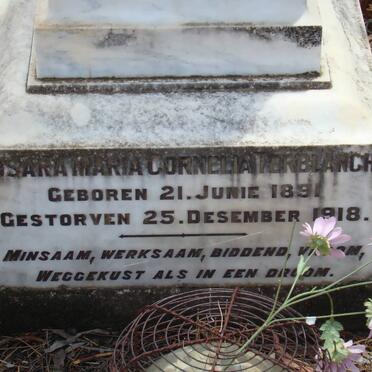 SARA MARIA CORNELIA TERBLANCH
GEBOREN 21. JUNIE 1891
GESTORVEN 25. DESEMBER 1918.
MINSAAM, WERKSAAM, BIDDEND,
WEGGEKUST ALS IN EEN DROOM.